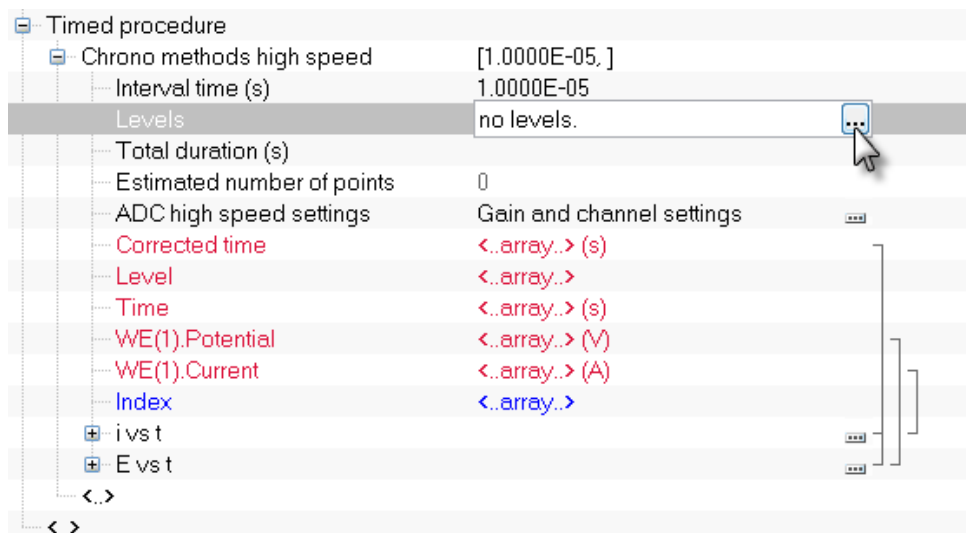 Timed procedure
Chrono methods high speed [1.0000E-05, ]
Interval time (s) 1.0000E-05
Levels no levels. ...
Total duration (s)
Estimated number of points 0
ADC high speed settings Gain and channel settings ...
Corrected time <..array..> (s)
Level <..array..>
Time <..array..> (s)
WE(1).Potential <..array..> (V)
WE(1).Current <..array..> (A)
Index <..array..>
i vs t ...
E vs t ...
<..>
<..>